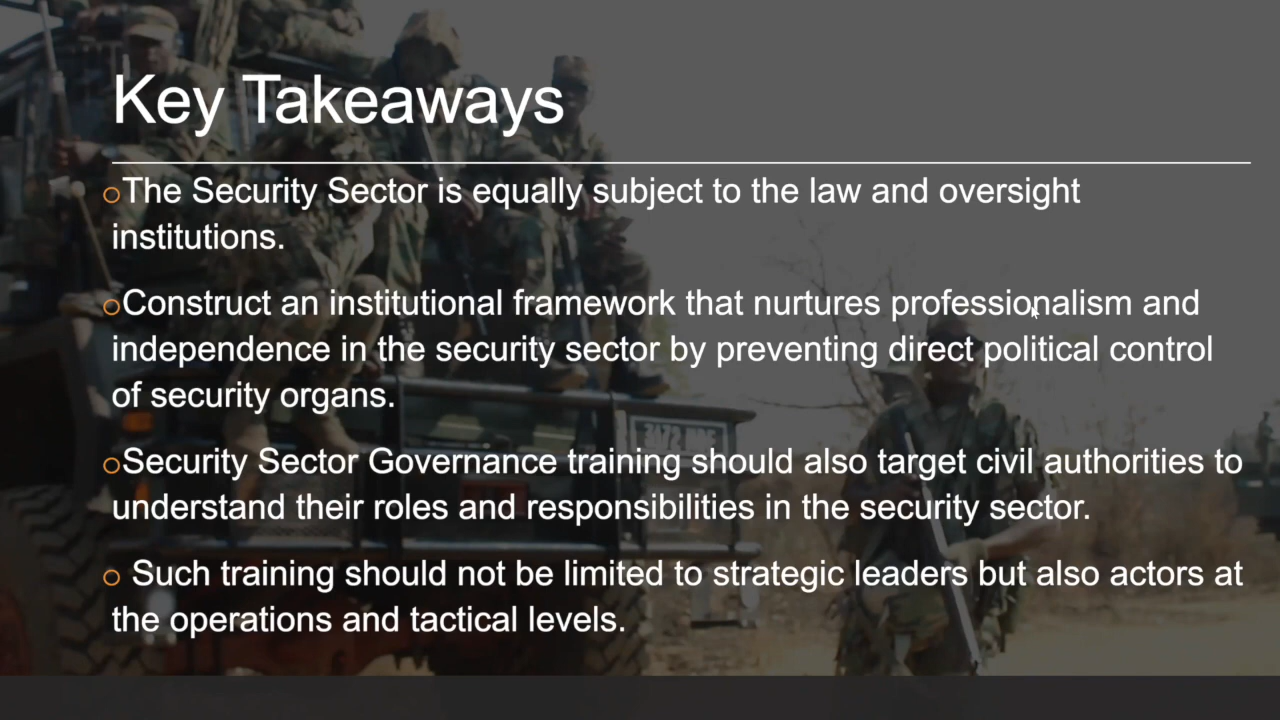 Key Takeaways
The Security Sector is equally subject to the law and oversight
institutions.
Construct an institutional framework that nurtures professionalism and
independence in the security sector by preventing direct political control
of security organs.
Security Sector Governance training should also target civil authorities to
understand their roles and responsibilities in the security sector.
Such training should not be limited to strategic leaders but also actors at
the operations and tactical levels.